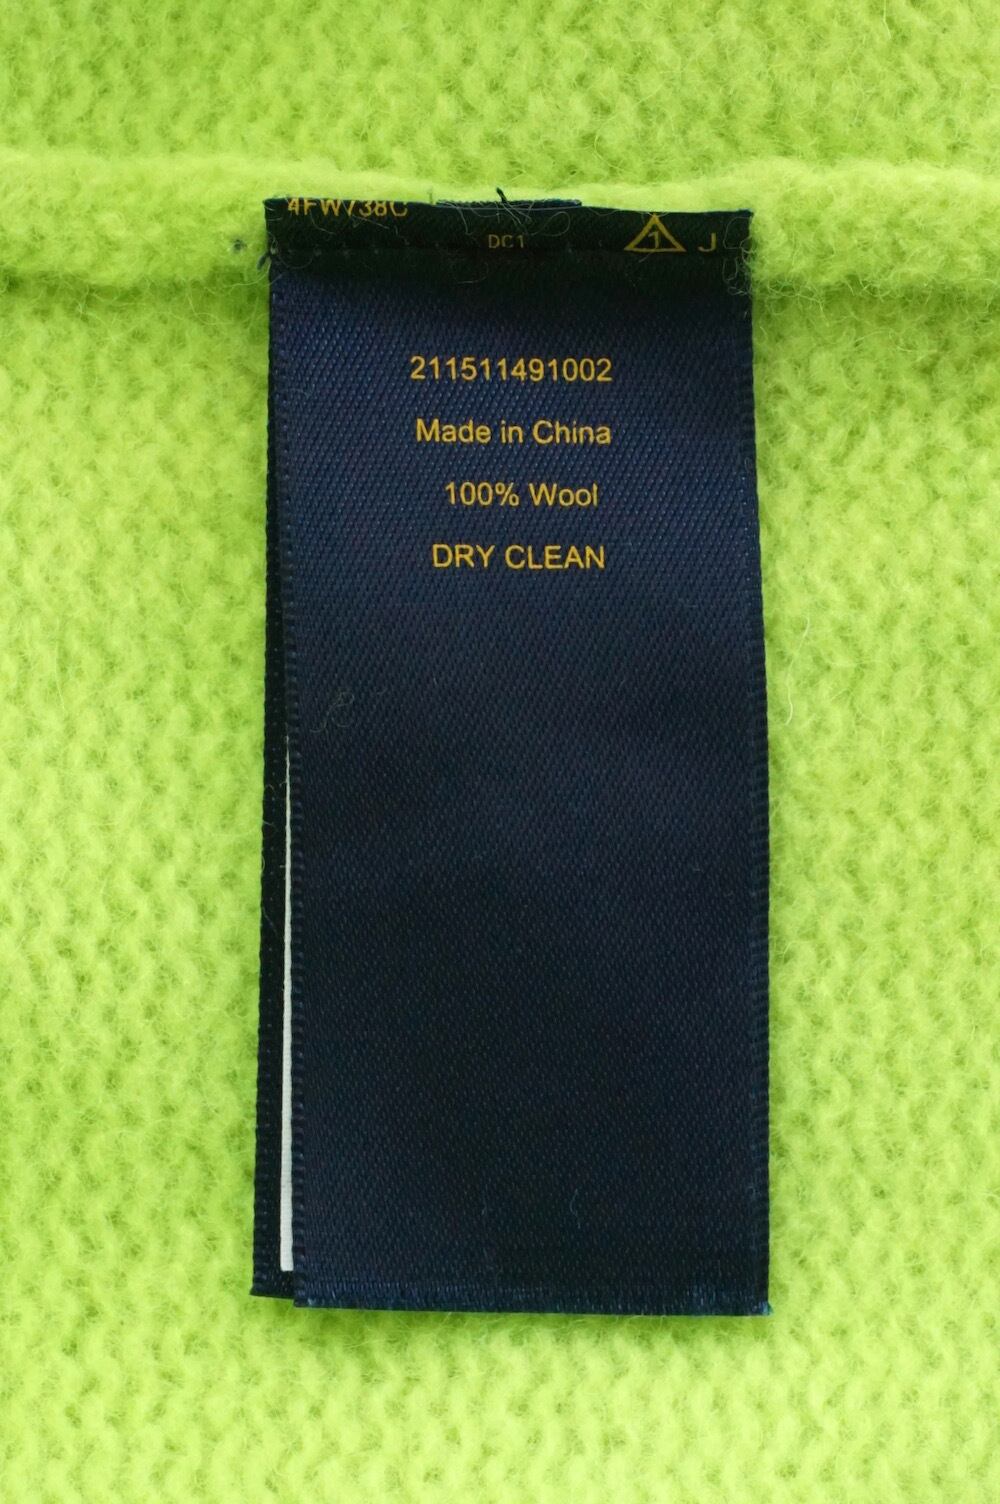 4FW738C
DC1 1 J
211511491002
Made in China
100% Wool
DRY CLEAN